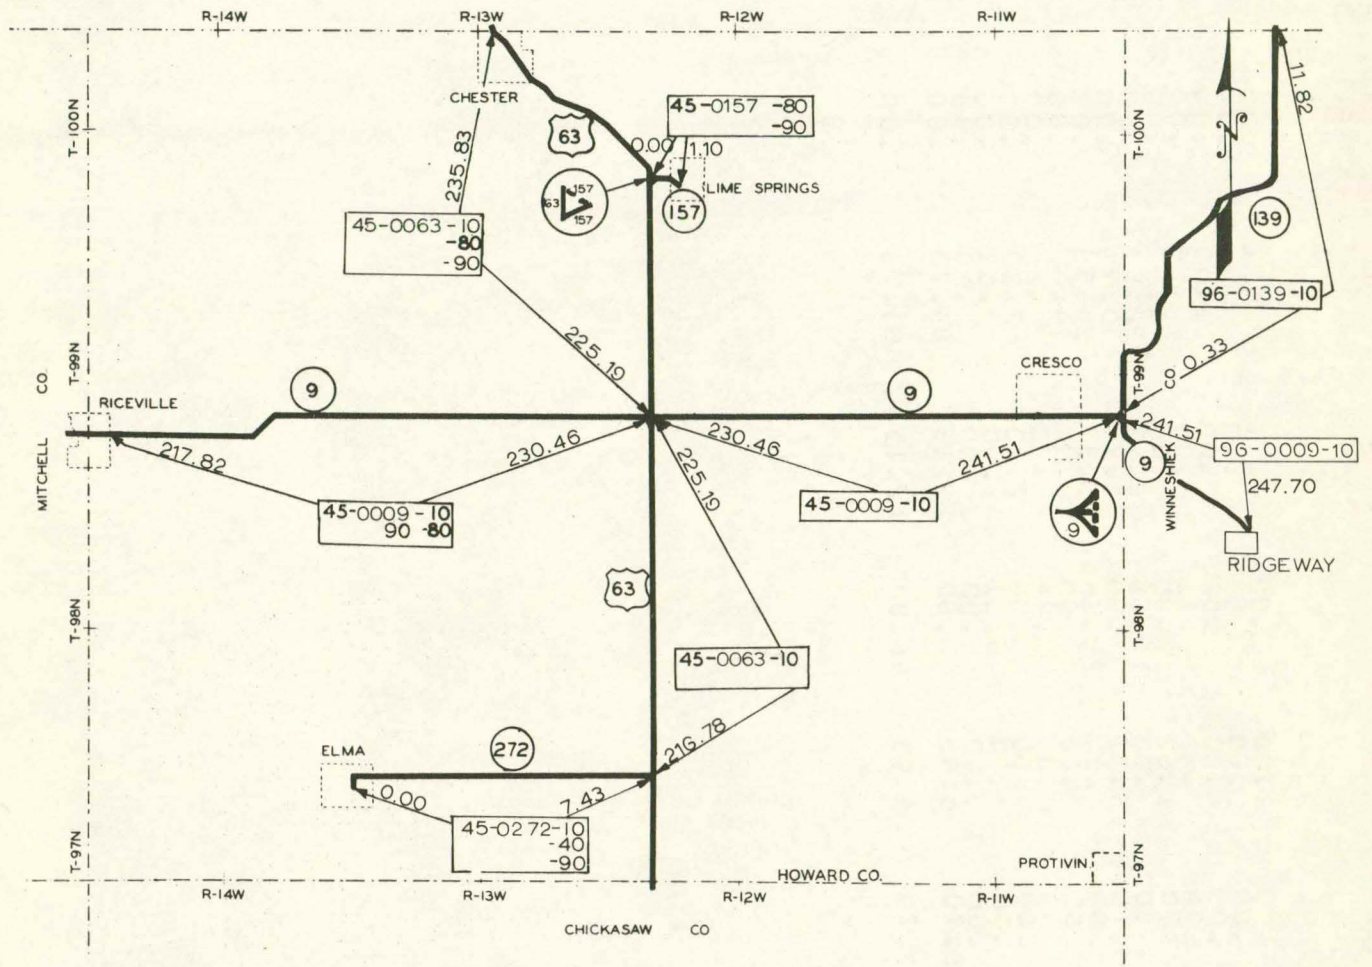 R-14W
R-13W
R-12W
R-11W
CHESTER
T-100N
T-100N
63
45-0157 -80
-90
0.00
1.10
LIME SPRINGS
157
63
157
157
235.83
11.82
N
139
45-0063-10
-80
-90
96-0139-10
225.19
0.33
T-99N
T-99N
CO.
MITCHELL
CO.
WINNESHIEK
RICEVILLE
9
9
CRESCO
217.82
230.46
230.46
241.51
241.51
225.19
9
96-0009-10
247.70
RIDGEWAY
45-0009-10
90 -80
45-0009-10
9
63
T-98N
T-98N
45-0063-10
216.78
ELMA
272
0.00
7.43
45-0272-10
-40
-90
T-97N
T-97N
PROTIVIN
HOWARD CO.
R-14W
R-13W
R-12W
R-11W
CHICKASAW CO